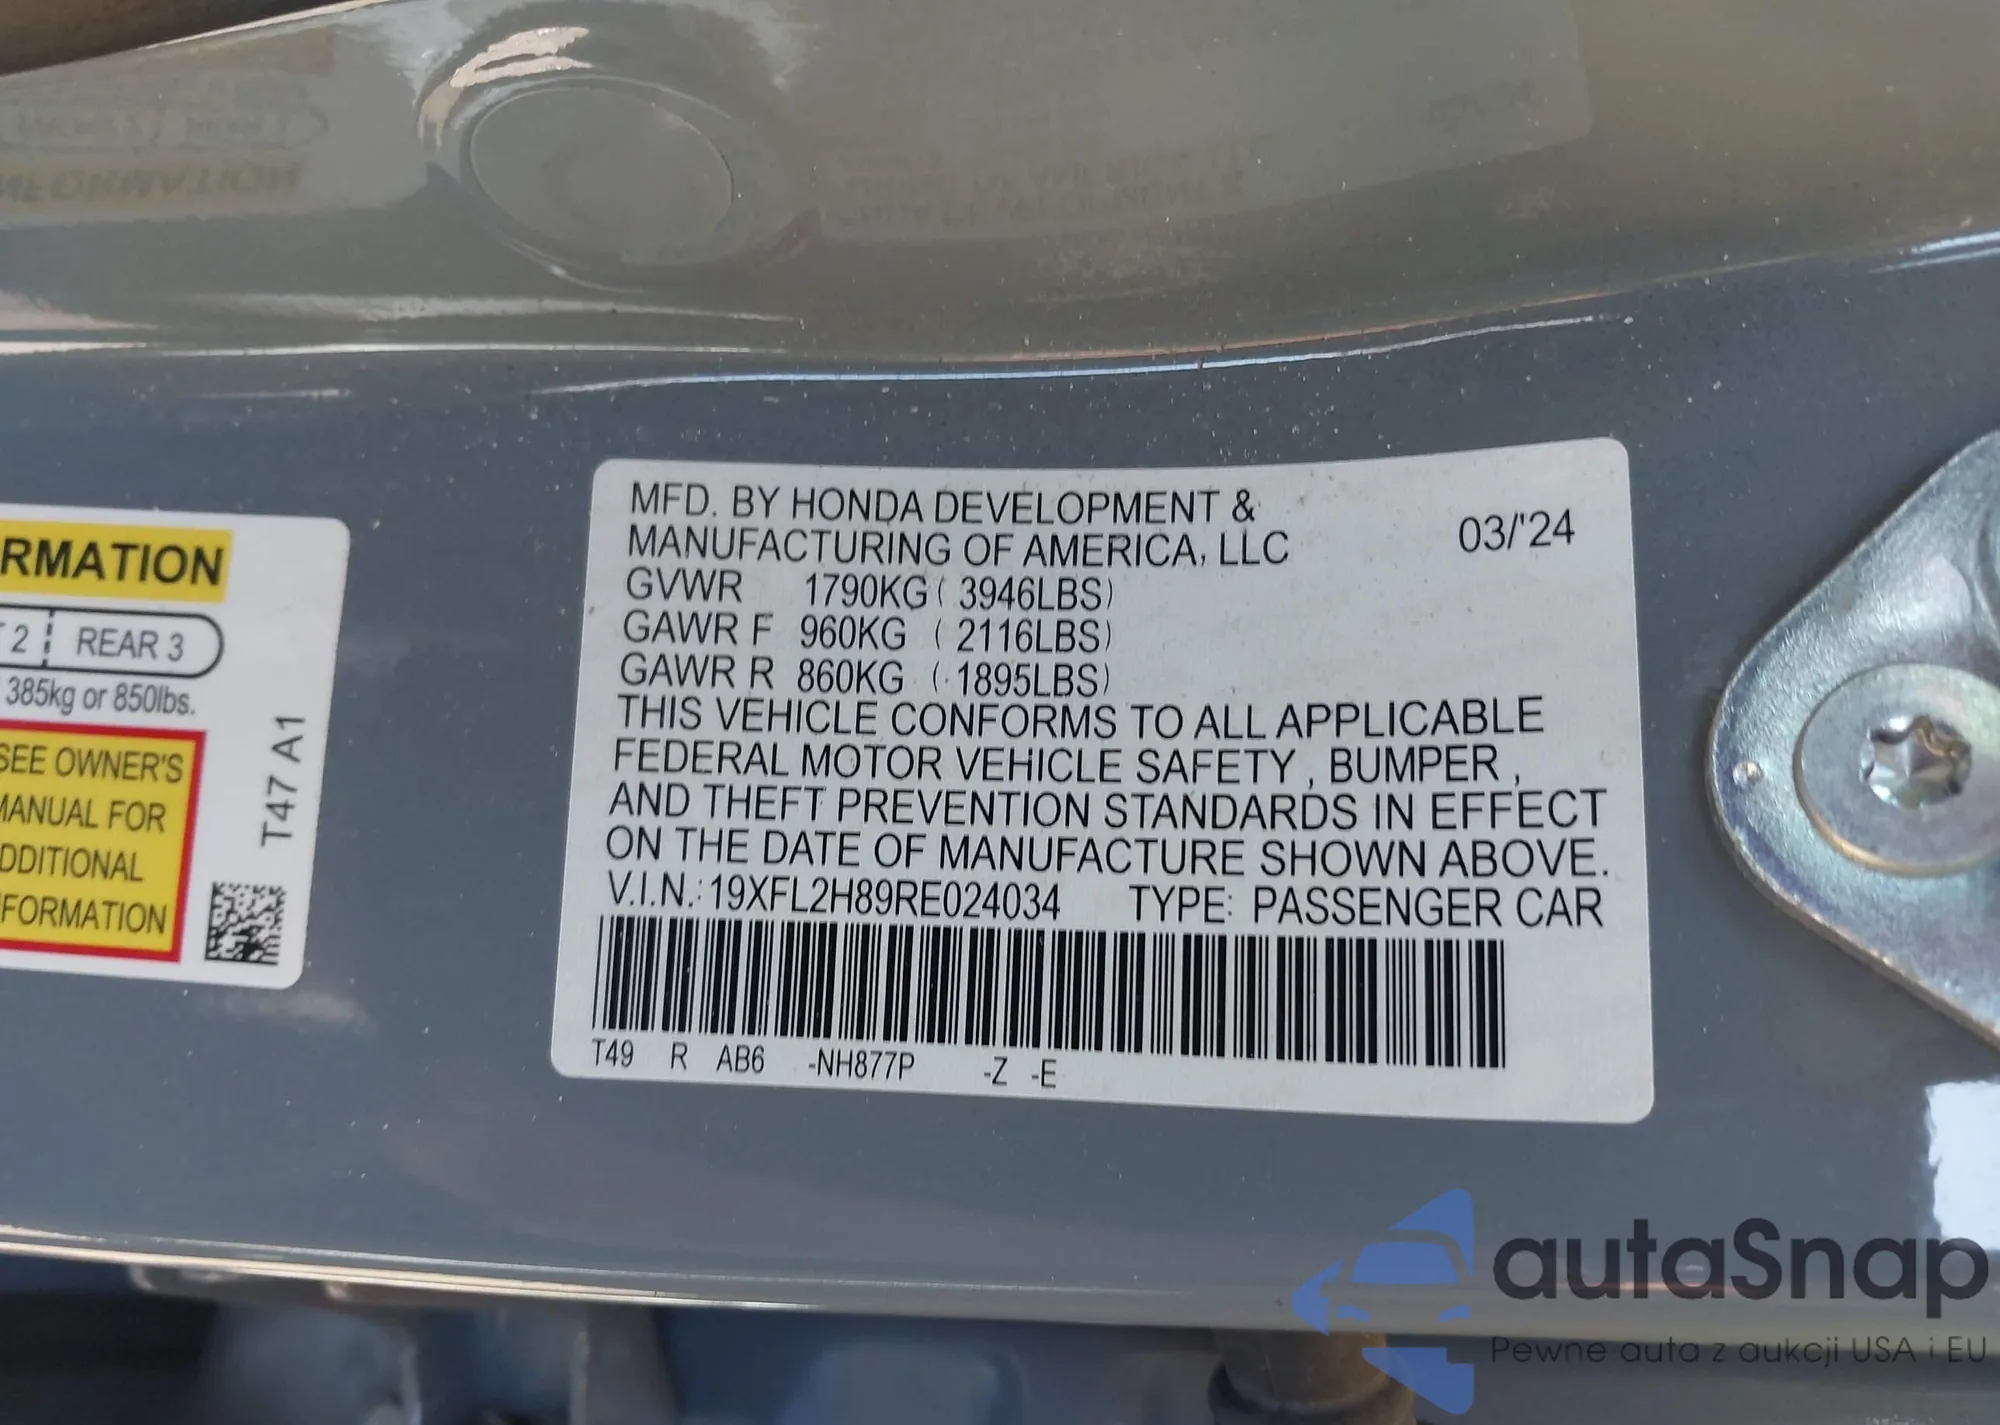 RMATION
T 2 REAR 3
385kg or 850lbs.
SEE OWNER'S
MANUAL FOR
DDITIONAL
FORMATION
T47 A1
MFD. BY HONDA DEVELOPMENT &
MANUFACTURING OF AMERICA, LLC 03/'24
GVWR 1790KG ( 3946LBS)
GAWR F 960KG ( 2116LBS)
GAWR R 860KG ( 1895LBS)
THIS VEHICLE CONFORMS TO ALL APPLICABLE
FEDERAL MOTOR VEHICLE SAFETY , BUMPER ,
AND THEFT PREVENTION STANDARDS IN EFFECT
ON THE DATE OF MANUFACTURE SHOWN ABOVE.
V.I.N.: 19XFL2H89RE024034 TYPE: PASSENGER CAR
T49 R AB6 -NH877P -Z -E
autaSnap
Pewne auta z aukcji USA i EU